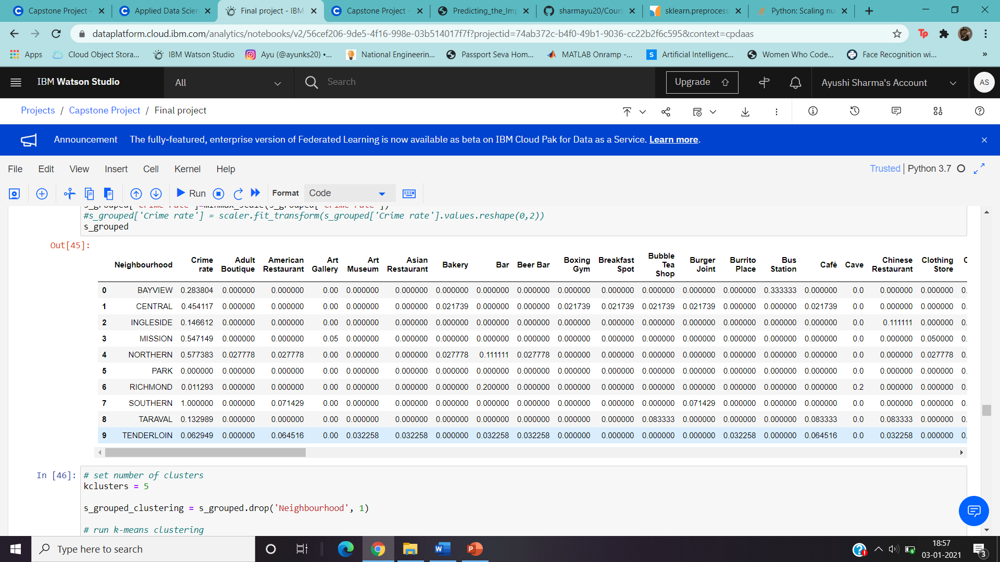 Capstone Project -
Applied Data Scien
Final project - IBM
Capstone Project -
Predicting_the_Imp
sharmayu20/Cours
sklearn.preprocess
Python: Scaling nu
dataplatform.cloud.ibm.com/analytics/notebooks/v2/56cef206-9de5-4f16-998e-03b514017f7f?projectid=74ab372c-b4f0-49b1-9036-cc22b2f6c595&context=cpdaas
Apps Cloud Object Stora... IBM Watson Studio Ayu (@ayunks20) •... National Engineerin... Passport Seva Hom... MATLAB Onramp -... S Artificial Intelligenc... Women Who Code... Face Recognition wi... »
IBM Watson Studio All Search Upgrade Ayushi Sharma's Account AS
Projects / Capstone Project / Final project
Announcement The fully-featured, enterprise version of Federated Learning is now available as beta on IBM Cloud Pak for Data as a Service. Learn more.
File Edit View Insert Cell Kernel Help Trusted | Python 3.7
Run Format Code
s_grouped['Crime rate']=minmax_scale(s_grouped['Crime rate'])
#s_grouped['Crime rate'] = scaler.fit_transform(s_grouped['Crime rate'].values.reshape(0,2))
s_grouped
Out[45]:
Neighbourhood Crime rate Adult Boutique American Restaurant Art Gallery Art Museum Asian Restaurant Bakery Bar Beer Bar Boxing Gym Breakfast Spot Bubble Tea Shop Burger Joint Burrito Place Bus Station Café Cave Chinese Restaurant Clothing Store C
0 BAYVIEW 0.283804 0.000000 0.000000 0.00 0.000000 0.000000 0.000000 0.000000 0.000000 0.000000 0.000000 0.000000 0.000000 0.000000 0.333333 0.000000 0.0 0.000000 0.000000 0.
1 CENTRAL 0.454117 0.000000 0.000000 0.00 0.000000 0.000000 0.021739 0.000000 0.000000 0.021739 0.021739 0.021739 0.021739 0.000000 0.000000 0.021739 0.0 0.000000 0.000000 0.
2 INGLESIDE 0.146612 0.000000 0.000000 0.00 0.000000 0.000000 0.000000 0.000000 0.000000 0.000000 0.000000 0.000000 0.000000 0.000000 0.000000 0.000000 0.0 0.111111 0.000000 0.
3 MISSION 0.547149 0.000000 0.000000 0.05 0.000000 0.000000 0.000000 0.000000 0.000000 0.000000 0.000000 0.000000 0.000000 0.000000 0.000000 0.000000 0.0 0.000000 0.050000 0.
4 NORTHERN 0.577383 0.027778 0.027778 0.00 0.000000 0.000000 0.027778 0.111111 0.027778 0.000000 0.000000 0.000000 0.000000 0.000000 0.000000 0.000000 0.0 0.000000 0.027778 0.
5 PARK 0.000000 0.000000 0.000000 0.00 0.000000 0.000000 0.000000 0.000000 0.000000 0.000000 0.000000 0.000000 0.000000 0.000000 0.000000 0.000000 0.0 0.000000 0.000000 0.
6 RICHMOND 0.011293 0.000000 0.000000 0.00 0.000000 0.000000 0.000000 0.200000 0.000000 0.000000 0.000000 0.000000 0.000000 0.000000 0.000000 0.000000 0.2 0.000000 0.000000 0.
7 SOUTHERN 1.000000 0.000000 0.071429 0.00 0.000000 0.000000 0.000000 0.000000 0.000000 0.000000 0.000000 0.000000 0.071429 0.000000 0.000000 0.000000 0.0 0.000000 0.000000 0.
8 TARAVAL 0.132989 0.000000 0.000000 0.00 0.000000 0.000000 0.000000 0.000000 0.000000 0.000000 0.000000 0.083333 0.000000 0.000000 0.000000 0.083333 0.0 0.083333 0.000000 0.
9 TENDERLOIN 0.062949 0.000000 0.064516 0.00 0.032258 0.032258 0.000000 0.032258 0.032258 0.000000 0.000000 0.000000 0.000000 0.032258 0.000000 0.064516 0.0 0.032258 0.000000 0.
In [46]: # set number of clusters
kclusters = 5
s_grouped_clustering = s_grouped.drop('Neighbourhood', 1)
# run k-means clustering
Type here to search
18:57
03-01-2021
3